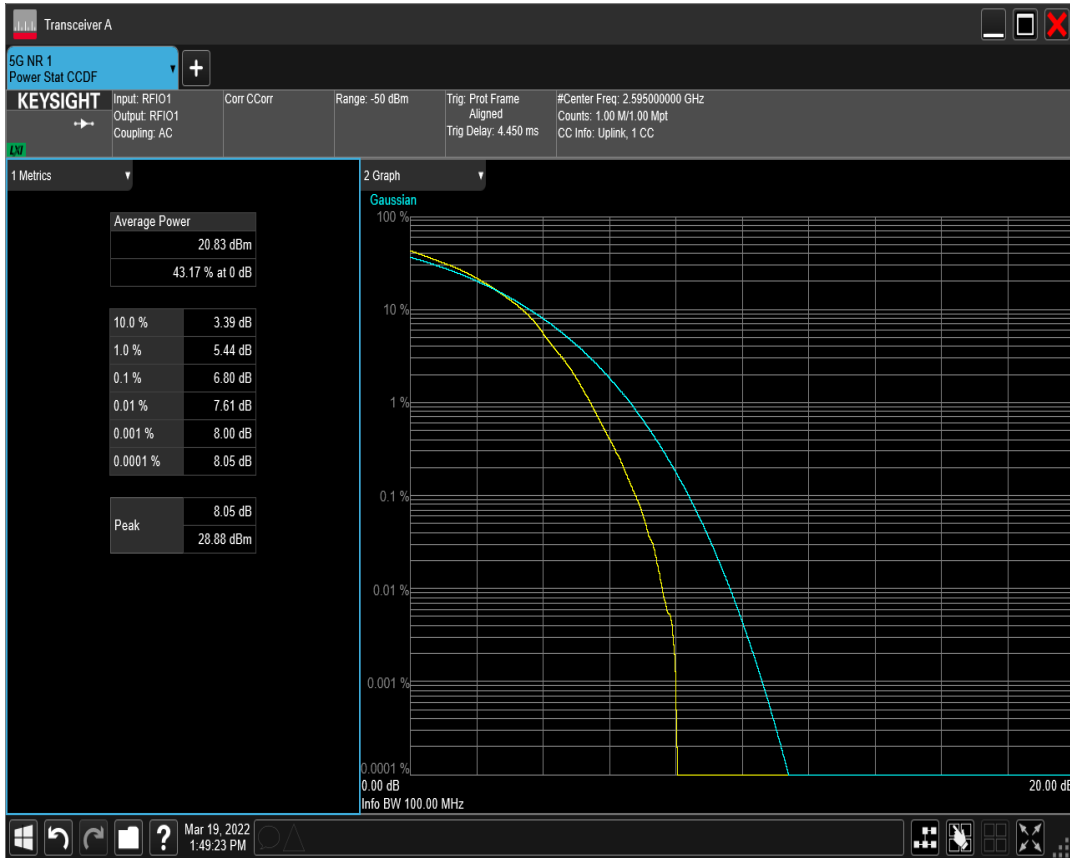 Transceiver A
5G NR 1
Power Stat CCDF
KEYSIGHT
LXI
Input: RFIO1
Output: RFIO1
Coupling: AC
Corr CCorr
Range: -50 dBm
Trig: Prot Frame
Aligned
Trig Delay: 4.450 ms
#Center Freq: 2.595000000 GHz
Counts: 1.00 M/1.00 Mpt
CC Info: Uplink, 1 CC
1 Metrics
Average Power
20.83 dBm
43.17 % at 0 dB
10.0 % 3.39 dB
1.0 % 5.44 dB
0.1 % 6.80 dB
0.01 % 7.61 dB
0.001 % 8.00 dB
0.0001 % 8.05 dB
Peak
8.05 dB
28.88 dBm
2 Graph
Gaussian
100 %
10 %
1 %
0.1 %
0.01 %
0.001 %
0.0001 %
0.00 dB
20.00 dB
Info BW 100.00 MHz
?
Mar 19, 2022
1:49:23 PM